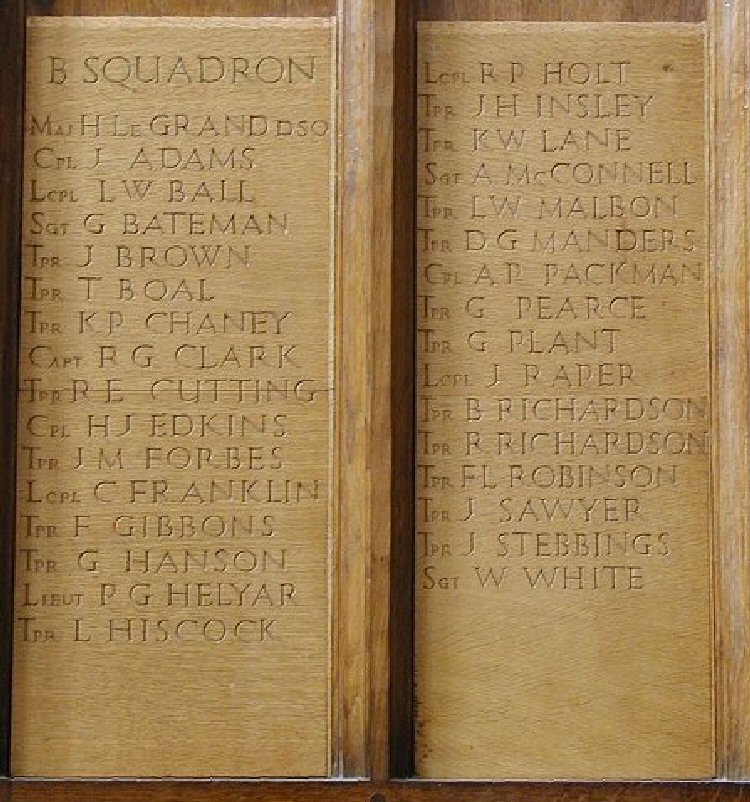 B SQUADRON
MAJ H LE GRAND DSO
CPL J ADAMS
LCPL L W BALL
SGT G BATEMAN
TPR J BROWN
TPR T BOAL
TPR K P CHANEY
CAPT R G CLARK
TPR R E CUTTING
CPL H J EDKINS
TPR J M FORBES
LCPL C FRANKLIN
TPR F GIBBONS
TPR G HANSON
LIEUT P G HELYAR
TPR L HISCOCK
LCPL R P HOLT
TPR J H INSLEY
TPR K W LANE
SGT A McCONNELL
TPR L W MALBON
TPR D G MANDERS
CPL A P PACKMAN
TPR G PEARCE
TPR G PLANT
LCPL J RAPER
TPR B RICHARDSON
TPR R RICHARDSON
TPR F L ROBINSON
TPR J SAWYER
TPR J STEBBINGS
SGT W WHITE